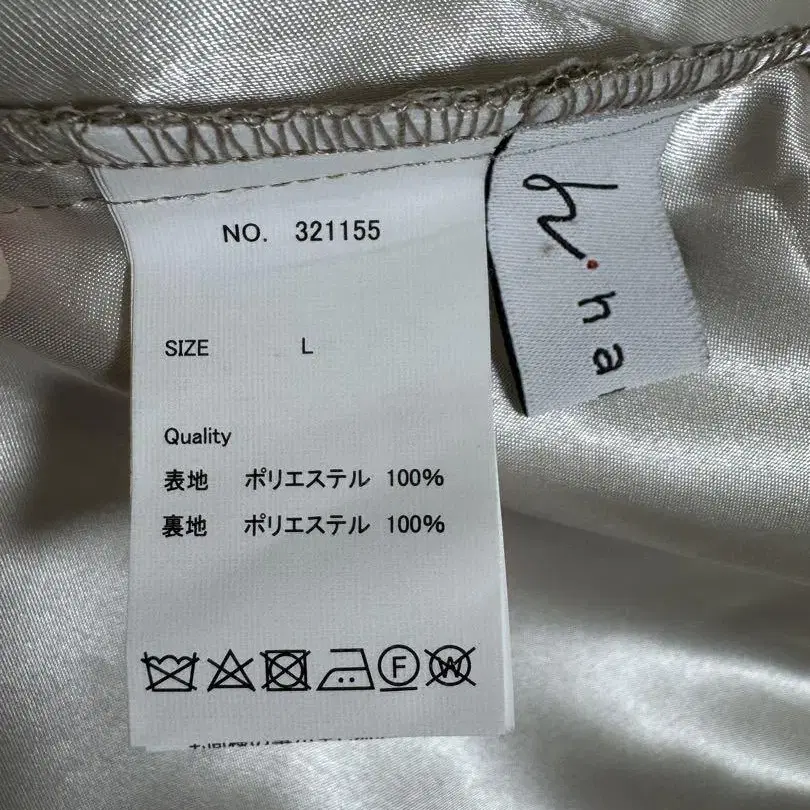 NO. 321155
SIZE L
Quality
表地 ポリエステル 100%
裏地 ポリエステル 100%
F
W
h.ha